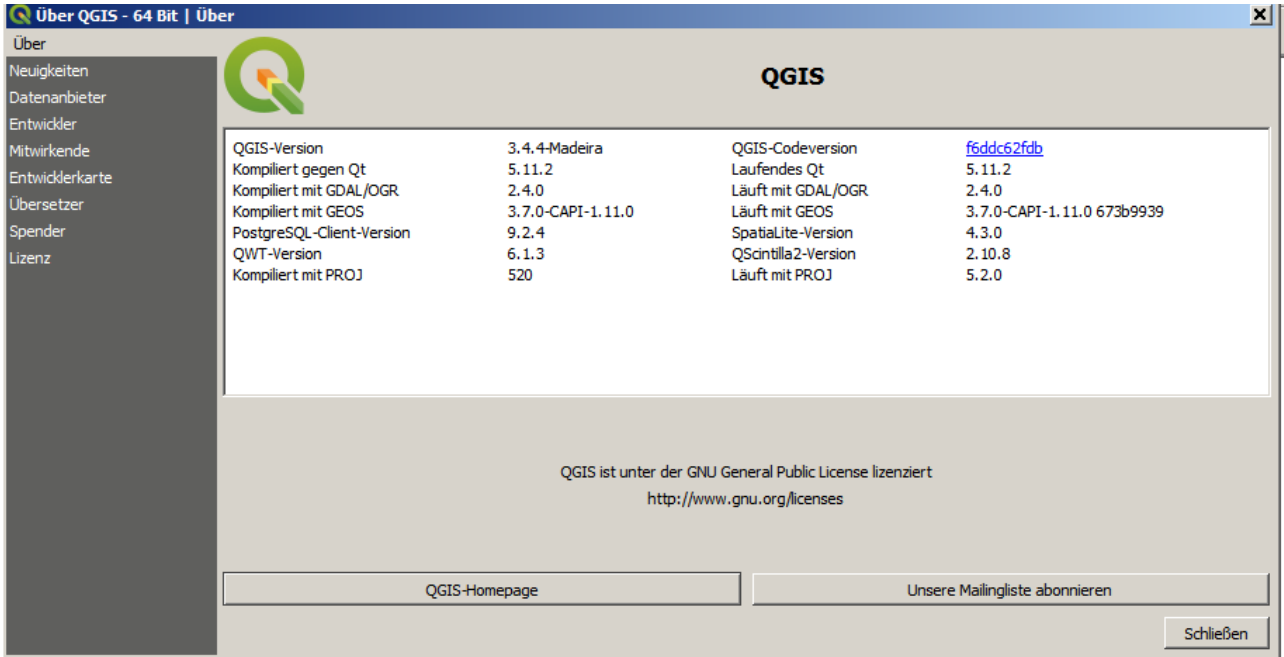 Über QGIS - 64 Bit | Über
Über
Neuigkeiten
Datenanbieter
Entwickler
Mitwirkende
Entwicklerkarte
Übersetzer
Spender
Lizenz
QGIS
QGIS-Version 3.4.4-Madeira QGIS-Codeversion f6ddc62fdb
Kompiliert gegen Qt 5.11.2 Laufendes Qt 5.11.2
Kompiliert mit GDAL/OGR 2.4.0 Läuft mit GDAL/OGR 2.4.0
Kompiliert mit GEOS 3.7.0-CAPI-1.11.0 Läuft mit GEOS 3.7.0-CAPI-1.11.0 673b9939
PostgreSQL-Client-Version 9.2.4 SpatiaLite-Version 4.3.0
QWT-Version 6.1.3 QScintilla2-Version 2.10.8
Kompiliert mit PROJ 520 Läuft mit PROJ 5.2.0
QGIS ist unter der GNU General Public License lizenziert
http://www.gnu.org/licenses
QGIS-Homepage Unsere Mailingliste abonnieren
Schließen